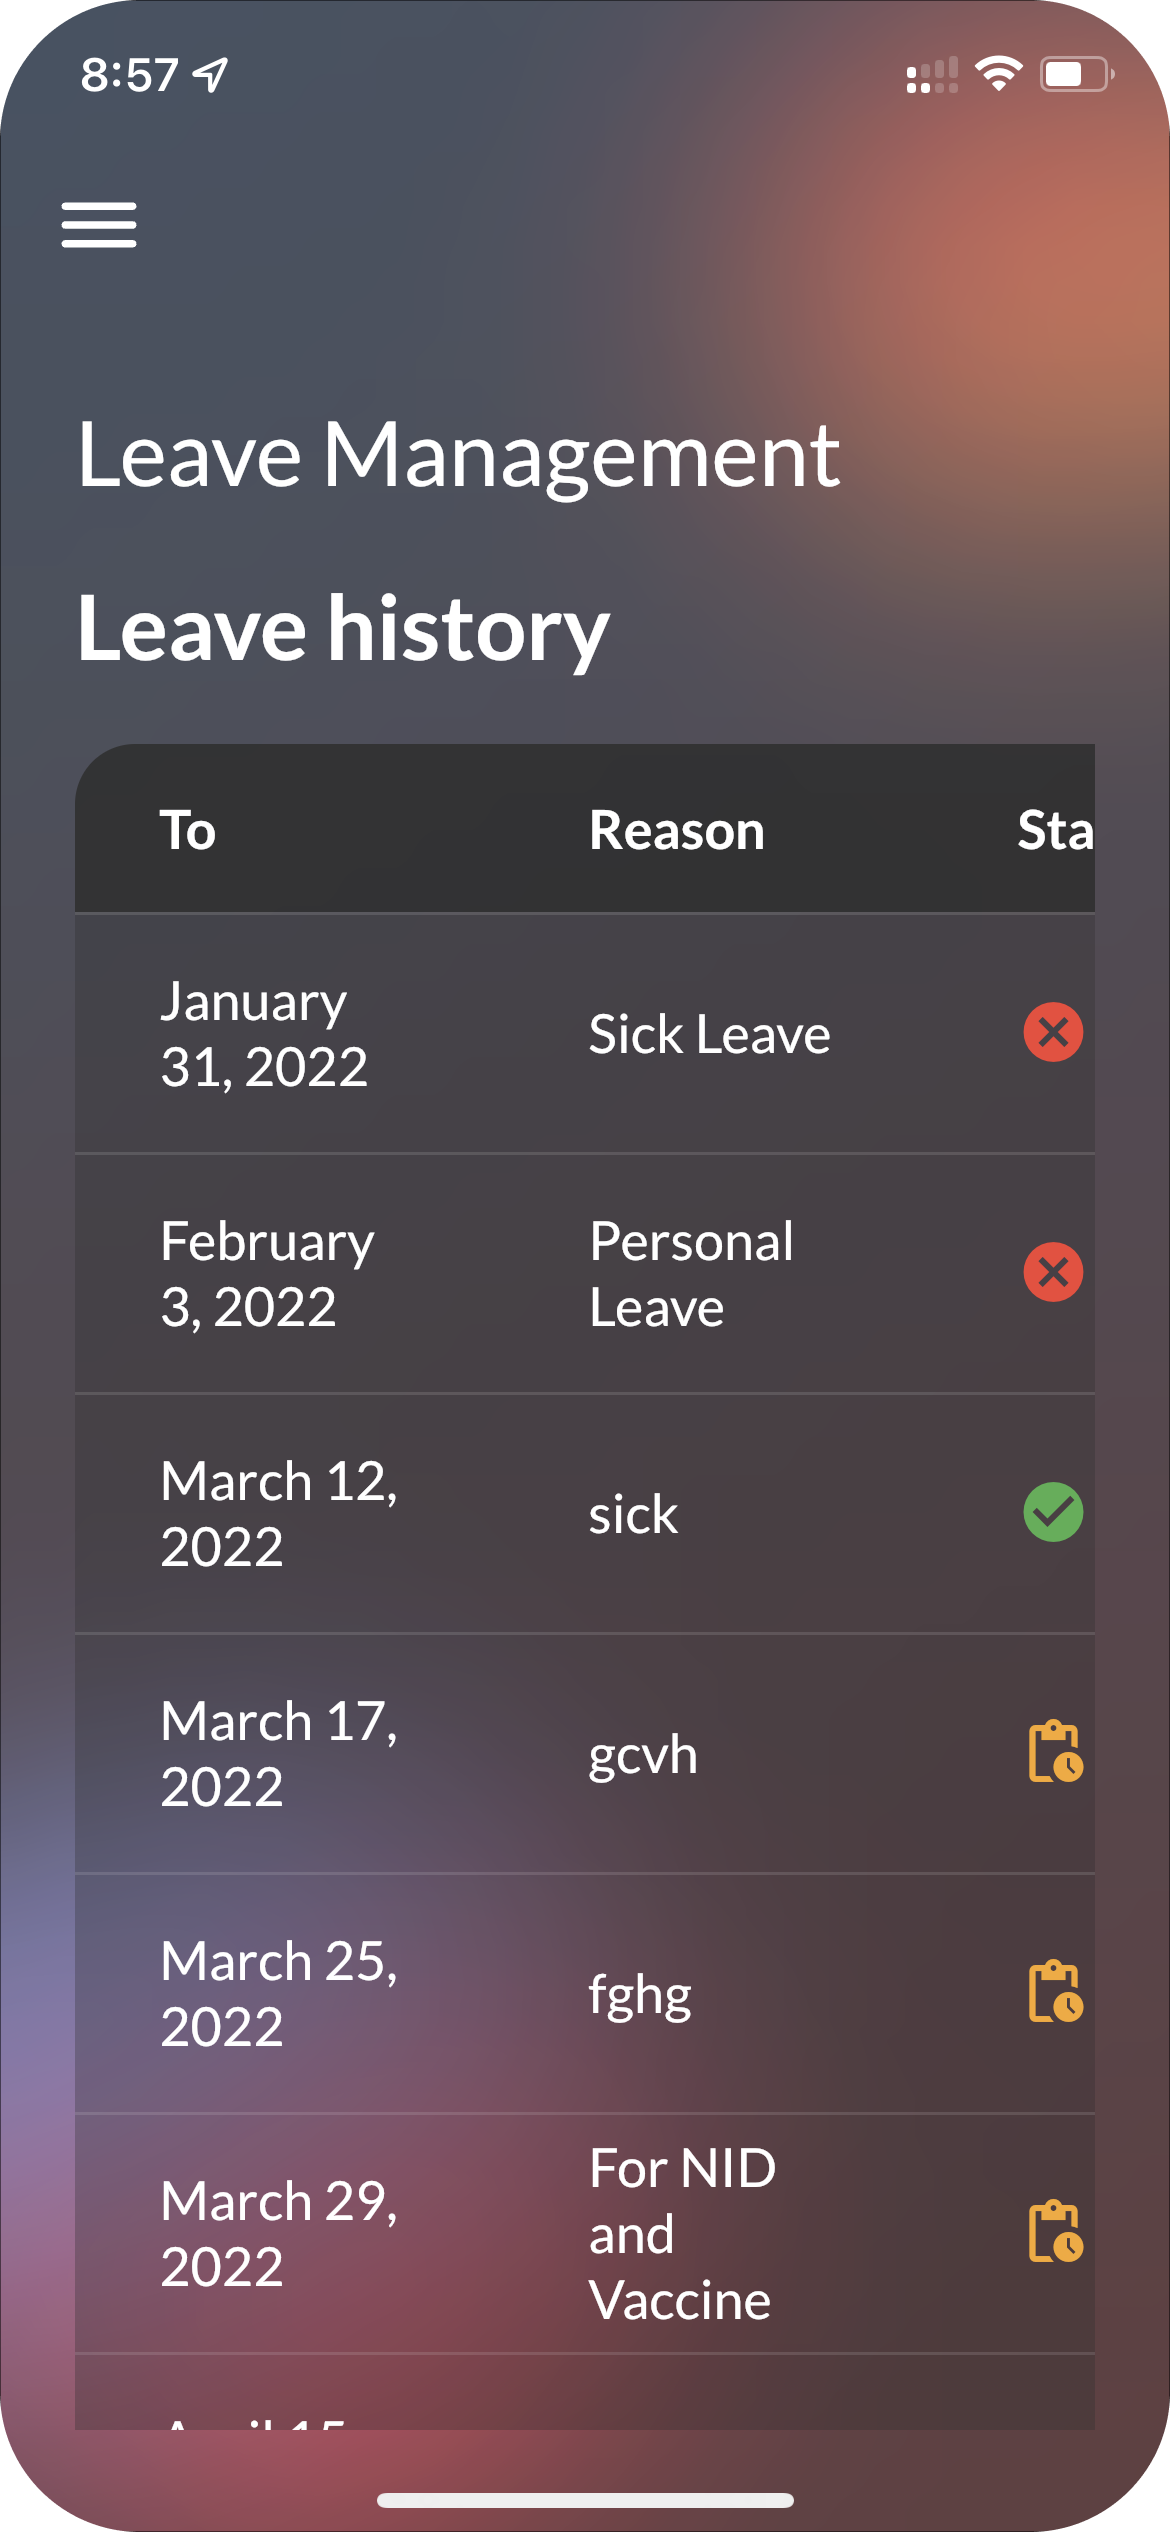 8:57
Leave Management
Leave history
To Reason Sta
January
31, 2022
Sick Leave
February
3, 2022
Personal
Leave
March 12,
2022
sick
March 17,
2022
gcvh
March 25,
2022
fghg
March 29,
2022
For NID
and
Vaccine
April 15